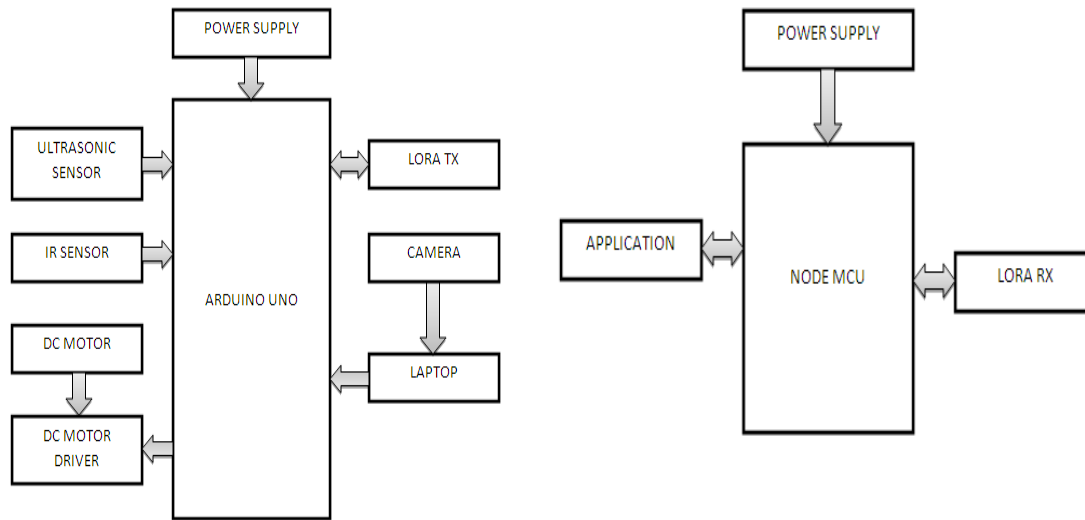 POWER SUPPLY
ULTRASONIC
SENSOR
IR SENSOR
DC MOTOR
DC MOTOR
DRIVER
ARDUINO UNO
LORA TX
CAMERA
LAPTOP
POWER SUPPLY
APPLICATION
NODE MCU
LORA RX